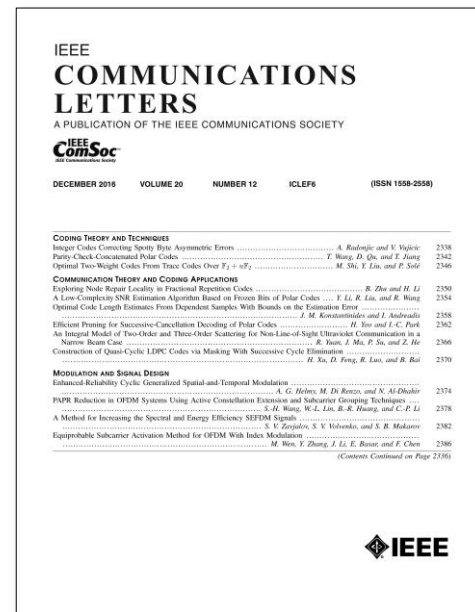 IEEE
COMMUNICATIONS
LETTERS
A PUBLICATION OF THE IEEE COMMUNICATIONS SOCIETY
IEEE
ComSoc
IEEE Communications Society
DECEMBER 2016 VOLUME 20 NUMBER 12 ICLEF6 (ISSN 1558-2558)
CODING THEORY AND TECHNIQUES
Integer Codes Correcting Spotty Byte Asymmetric Errors .... A. Radonjic and V. Vujicic 2338
Parity-Check-Concatenated Polar Codes .... T. Wang, D. Qu, and T. Jiang 2342
Optimal Two-Weight Codes From Trace Codes Over 𝔽₂ + u𝔽₂ .... M. Shi, Y. Liu, and P. Solé 2346
COMMUNICATION THEORY AND CODING APPLICATIONS
Exploring Node Repair Locality in Fractional Repetition Codes .... B. Zhu and H. Li 2350
A Low-Complexity SNR Estimation Algorithm Based on Frozen Bits of Polar Codes .... Y. Li, R. Liu, and R. Wang 2354
Optimal Code Length Estimates From Dependent Samples With Bounds on the Estimation Error ....
.... J. M. Konstantinides and I. Andreadis 2358
Efficient Pruning for Successive-Cancellation Decoding of Polar Codes .... H. Yoo and I.-C. Park 2362
An Integral Model of Two-Order and Three-Order Scattering for Non-Line-of-Sight Ultraviolet Communication in a
Narrow Beam Case .... R. Yuan, J. Ma, P. Su, and Z. He 2366
Construction of Quasi-Cyclic LDPC Codes via Masking With Successive Cycle Elimination ....
.... H. Xu, D. Feng, R. Luo, and B. Bai 2370
MODULATION AND SIGNAL DESIGN
Enhanced-Reliability Cyclic Generalized Spatial-and-Temporal Modulation ....
.... A. G. Helmy, M. Di Renzo, and N. Al-Dhahir 2374
PAPR Reduction in OFDM Systems Using Active Constellation Extension and Subcarrier Grouping Techniques ....
.... S.-H. Wang, W.-L. Lin, B.-R. Huang, and C.-P. Li 2378
A Method for Increasing the Spectral and Energy Efficiency SEFDM Signals ....
.... S. V. Zavjalov, S. V. Volvenko, and S. B. Makarov 2382
Equiprobable Subcarrier Activation Method for OFDM With Index Modulation ....
.... M. Wen, Y. Zhang, J. Li, E. Basar, and F. Chen 2386
(Contents Continued on Page 2336)
IEEE